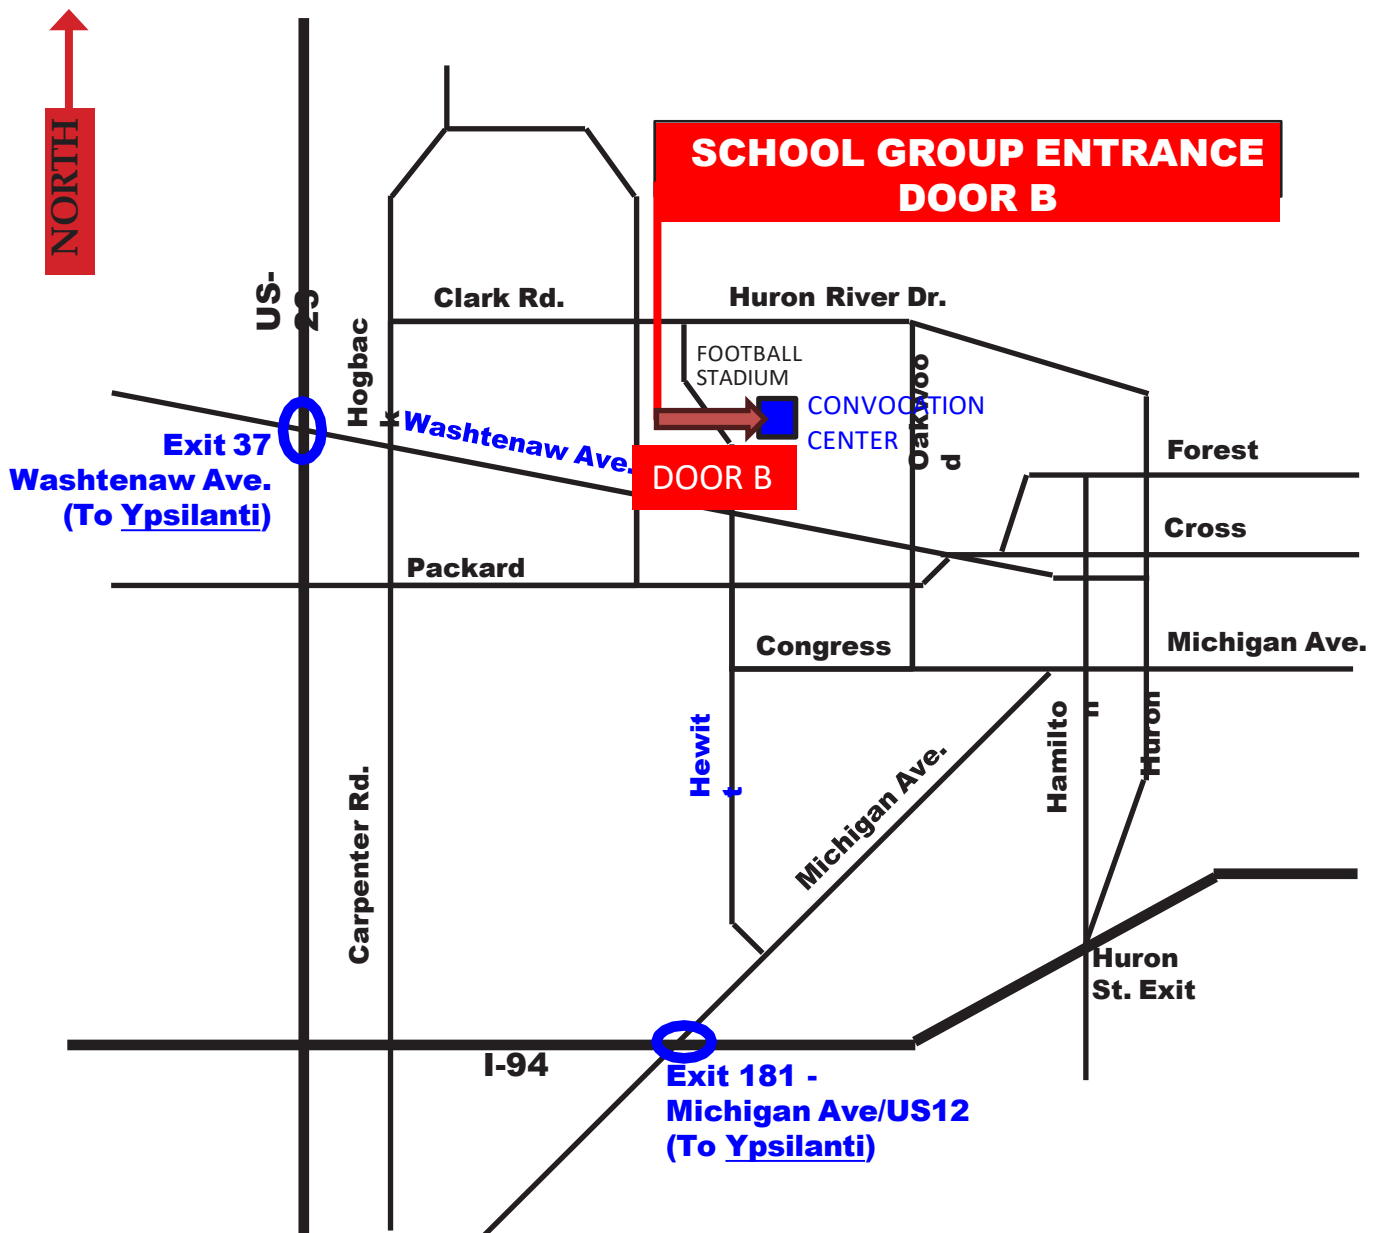 NORTH
SCHOOL GROUP ENTRANCE
DOOR B
US-
23
Clark Rd.
Huron River Dr.
Hogbac
k
FOOTBALL
STADIUM
Oakwoo
d
CONVOCATION
CENTER
Washtenaw Ave.
Exit 37
Washtenaw Ave.
(To Ypsilanti)
DOOR B
Forest
Cross
Packard
Congress
Michigan Ave.
Hewit
t
Hamilto
n
Huron
Michigan Ave.
Carpenter Rd.
Huron
St. Exit
I-94
Exit 181 -
Michigan Ave/US12
(To Ypsilanti)